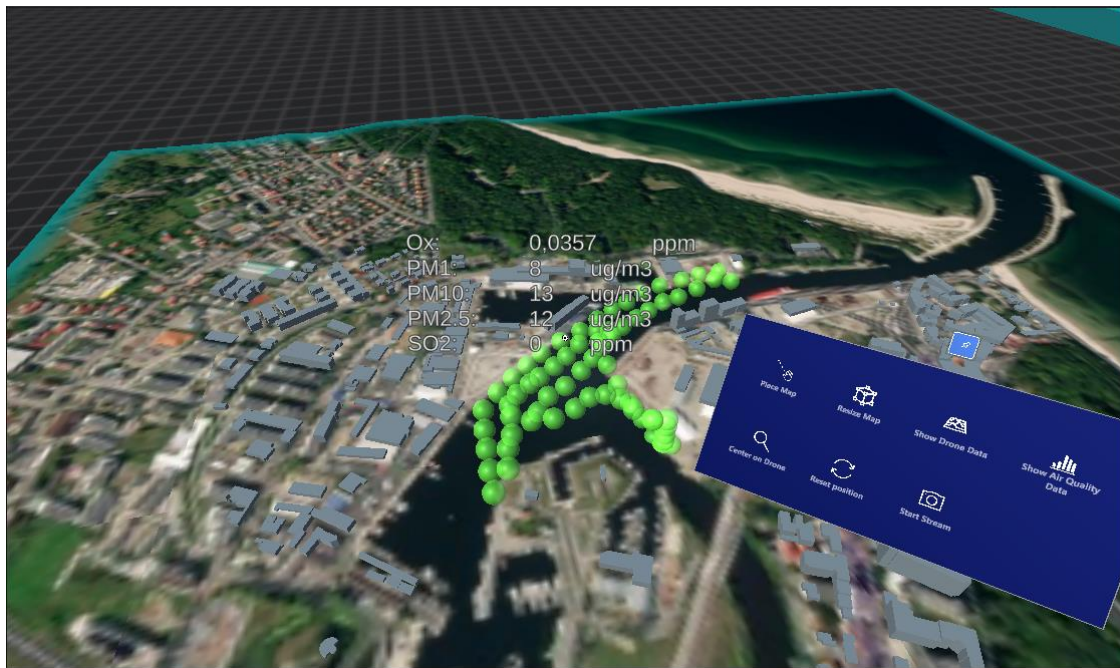 Ox: 0,0357 ppm
PM1: 8 ug/m3
PM10: 13 ug/m3
PM2.5: 12 ug/m3
SO2: 0 ppm
Place Map
Resize Map
Show Drone Data
Show Air Quality
Data
Center on Drone
Reset position
Start Stream